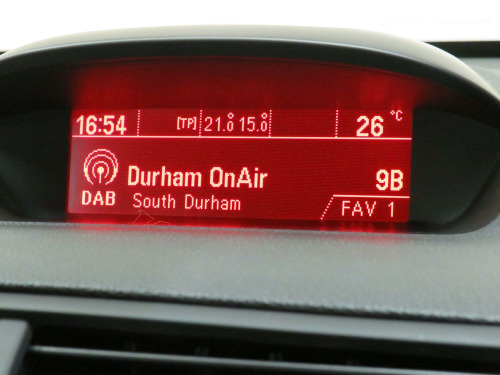 16:54 [TP] 21.0° 15.0° 26 °C
Durham OnAir 9B
DAB South Durham FAV 1